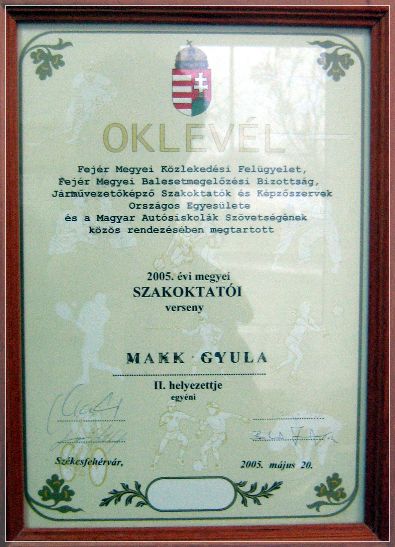 OKLEVÉL
Fejér Megyei Közlekedési Felügyelet,
Fejér Megyei Balesetmegelőzési Bizottság,
Járművezetőképző Szakoktatók és Képzőszervek
Országos Egyesülete
és a Magyar Autósiskolák Szövetségének
közös rendezésében megtartott
2005. évi megyei
SZAKOKTATÓI
verseny
MAKK GYULA
II. helyezettje
egyéni
Székesfehérvár, 2005. május 20.